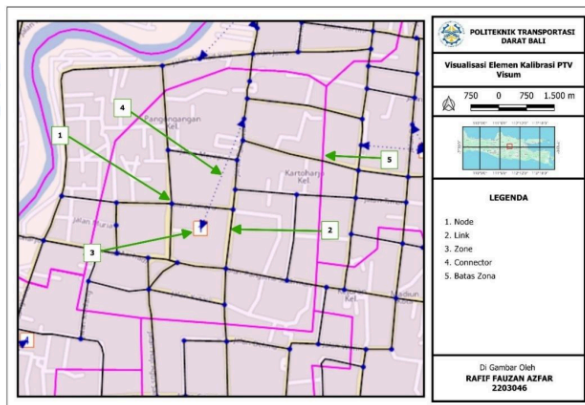 POLITEKNIK TRANSPORTASI
DARAT BALI
Visualisasi Elemen Kalibrasi PTV
Visum
750 0 750 1.500 m
LEGENDA
1. Node
2. Link
3. Zone
4. Connector
5. Batas Zona
Di Gambar Oleh
RAFIF FAUZAN AZFAR
2203046
4
1
Pangongangan
Kel.
5
Kartoharjo
Kel.
3
2
Kel.